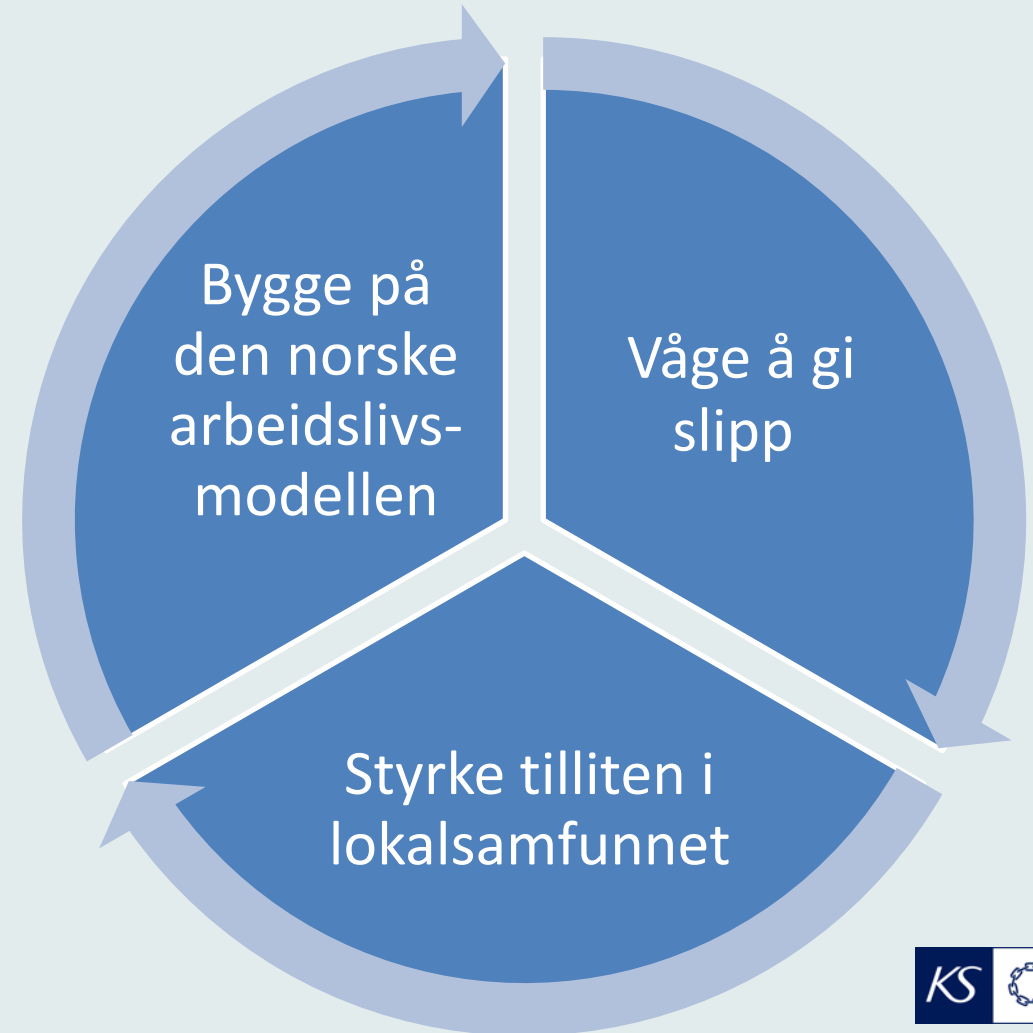 Bygge på
den norske
arbeidslivs-
modellen
Våge å gi
slipp
Styrke tilliten i
lokalsamfunnet
KS